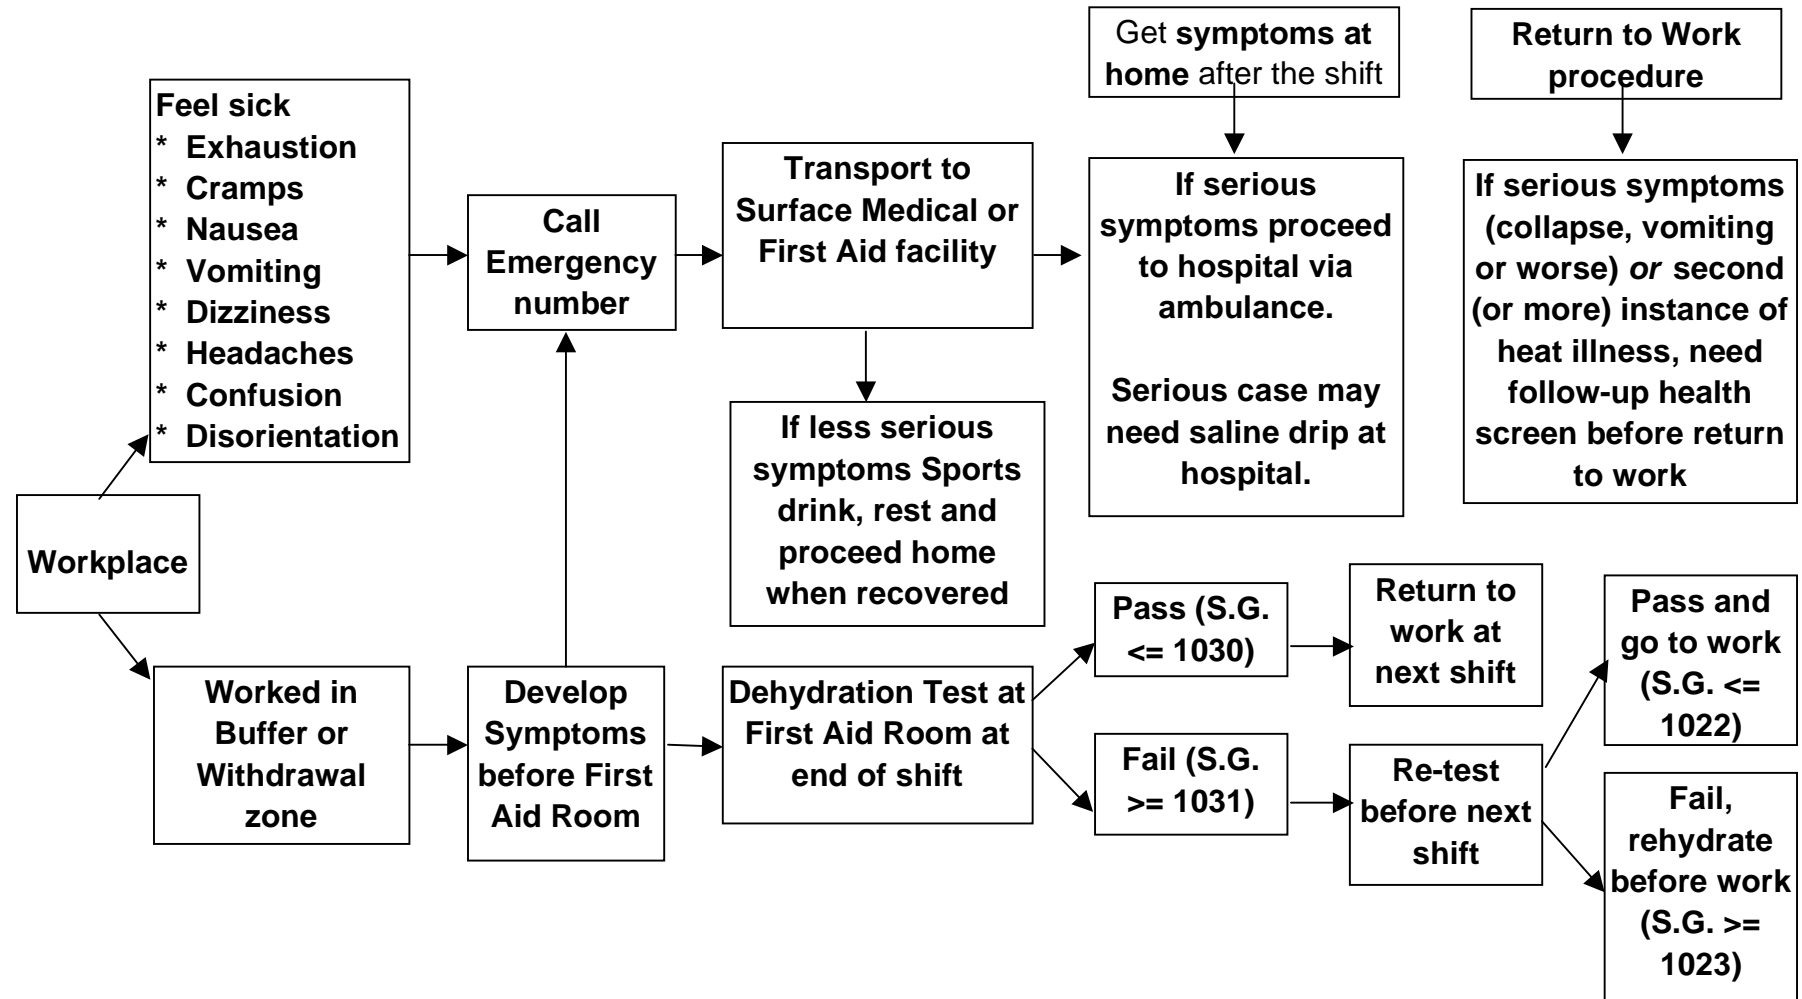 Get symptoms at
home after the shift
Return to Work
procedure
Feel sick
* Exhaustion
* Cramps
* Nausea
* Vomiting
* Dizziness
* Headaches
* Confusion
* Disorientation
Call
Emergency
number
Transport to
Surface Medical or
First Aid facility
If serious
symptoms proceed
to hospital via
ambulance.
Serious case may
need saline drip at
hospital.
If serious symptoms
(collapse, vomiting
or worse) or second
(or more) instance of
heat illness, need
follow-up health
screen before return
to work
If less serious
symptoms Sports
drink, rest and
proceed home
when recovered
Workplace
Worked in
Buffer or
Withdrawal
zone
Develop
Symptoms
before First
Aid Room
Dehydration Test at
First Aid Room at
end of shift
Pass (S.G.
<= 1030)
Return to
work at
next shift
Fail (S.G.
>= 1031)
Re-test
before next
shift
Pass and
go to work
(S.G. <=
1022)
Fail,
rehydrate
before work
(S.G. >=
1023)